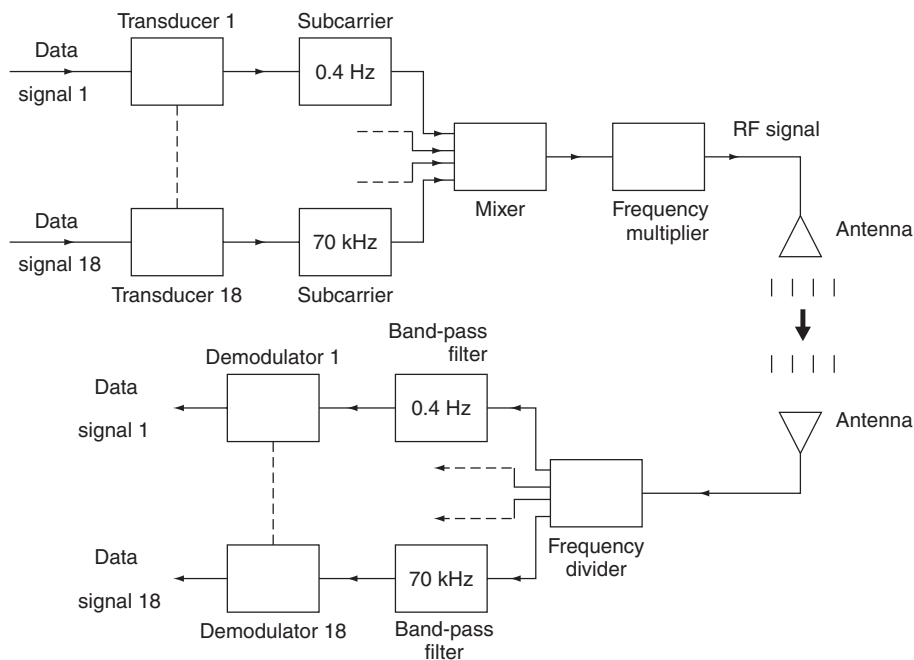 Transducer 1
Subcarrier
Data
signal 1
0.4 Hz
RF signal
Mixer
Frequency
multiplier
Antenna
Data
signal 18
70 kHz
Transducer 18
Subcarrier
Band-pass
filter
Demodulator 1
Data
signal 1
0.4 Hz
Antenna
Frequency
divider
Data
signal 18
70 kHz
Demodulator 18
Band-pass
filter